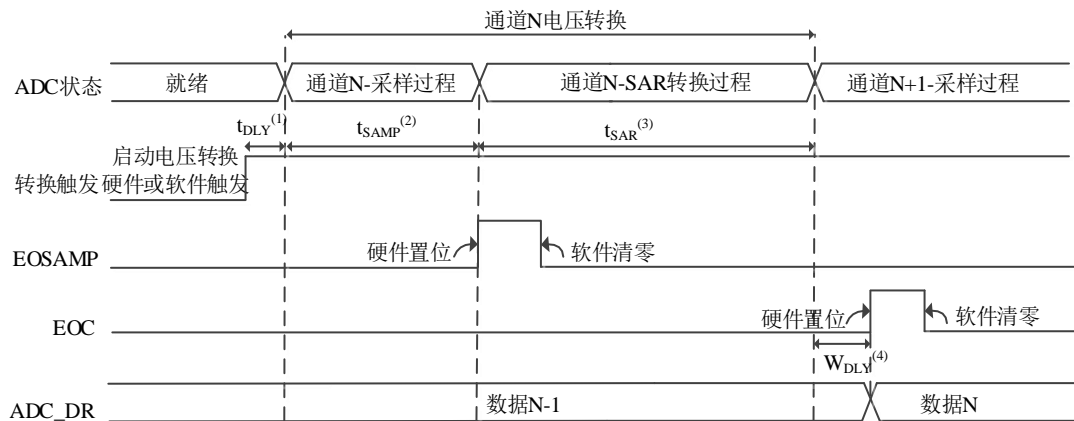 通道N电压转换
ADC状态 就绪 通道N-采样过程 通道N-SAR转换过程 通道N+1-采样过程
tDLY(1) tSAMP(2) tSAR(3)
启动电压转换
转换触发 硬件或软件触发
EOSAMP 硬件置位 软件清零
EOC 硬件置位 软件清零
WDLY(4)
ADC_DR 数据N-1 数据N